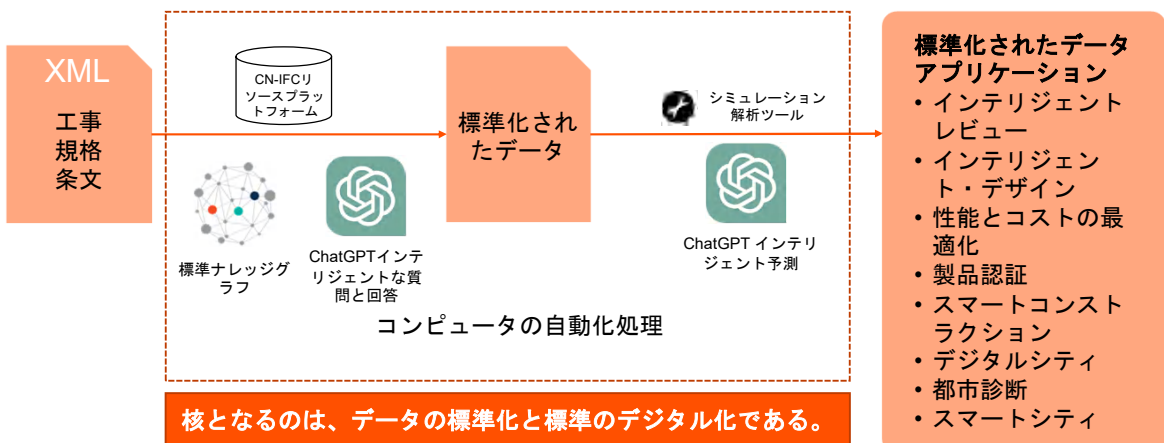 XML
工事
規格
条文
CN-IFCリ
ソースプラッ
トフォーム
標準ナレッジグ
ラフ
ChatGPTインテ
リジェントな質
問と回答
標準化され
たデータ
シミュレーション
解析ツール
ChatGPT インテリ
ジェント予測
コンピュータの自動化処理
核となるのは、データの標準化と標準のデジタル化である。
標準化されたデータ
アプリケーション
• インテリジェント
レビュー
• インテリジェン
ト・デザイン
• 性能とコストの最
適化
• 製品認証
• スマートコンスト
ラクション
• デジタルシティ
• 都市診断
• スマートシティ